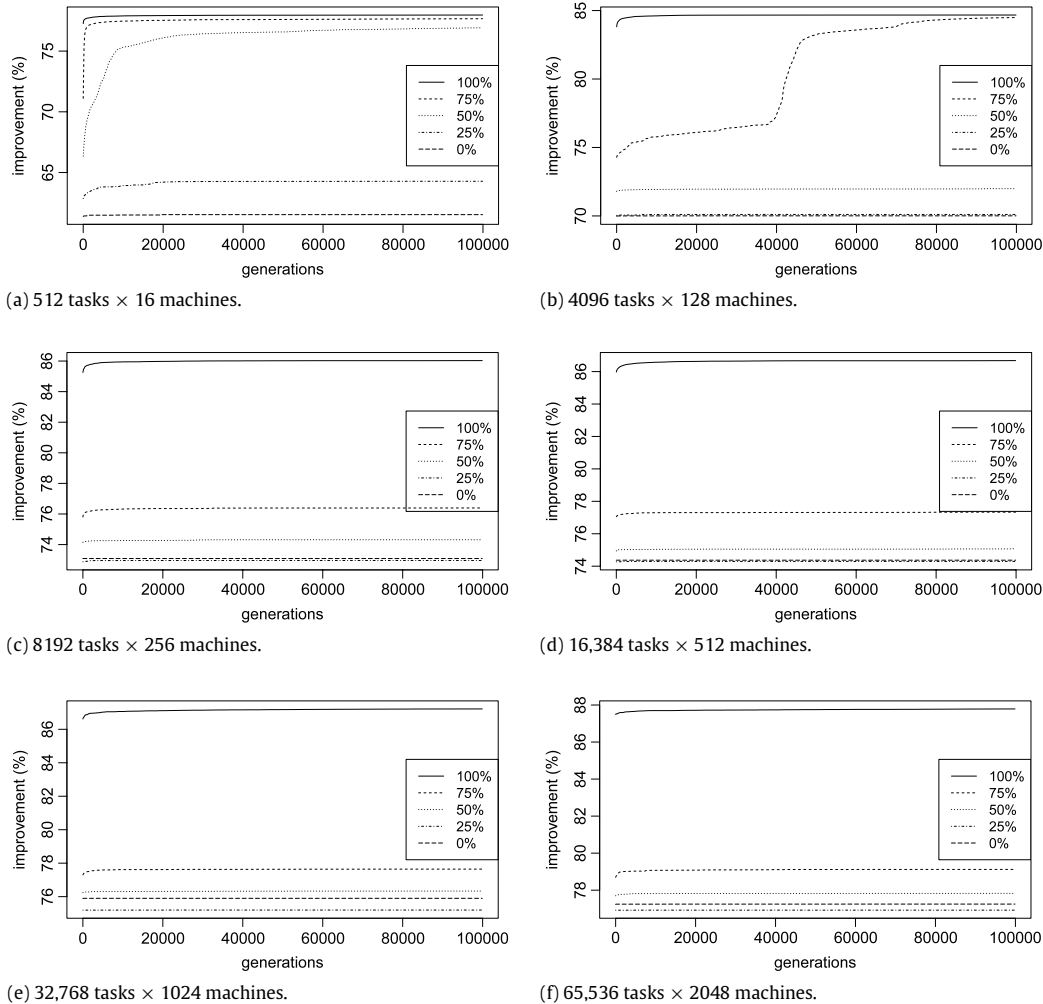 improvement (%)
75
70
65
100%
75%
50%
25%
0%
0 20000 40000 60000 80000 100000
generations
(a) 512 tasks × 16 machines.
improvement (%)
85
80
75
70
100%
75%
50%
25%
0%
0 20000 40000 60000 80000 100000
generations
(b) 4096 tasks × 128 machines.
improvement (%)
86
84
82
80
78
76
74
100%
75%
50%
25%
0%
0 20000 40000 60000 80000 100000
generations
(c) 8192 tasks × 256 machines.
improvement (%)
86
84
82
80
78
76
74
100%
75%
50%
25%
0%
0 20000 40000 60000 80000 100000
generations
(d) 16,384 tasks × 512 machines.
improvement (%)
86
84
82
80
78
76
100%
75%
50%
25%
0%
0 20000 40000 60000 80000 100000
generations
(e) 32,768 tasks × 1024 machines.
improvement (%)
88
86
84
82
80
78
100%
75%
50%
25%
0%
0 20000 40000 60000 80000 100000
generations
(f) 65,536 tasks × 2048 machines.